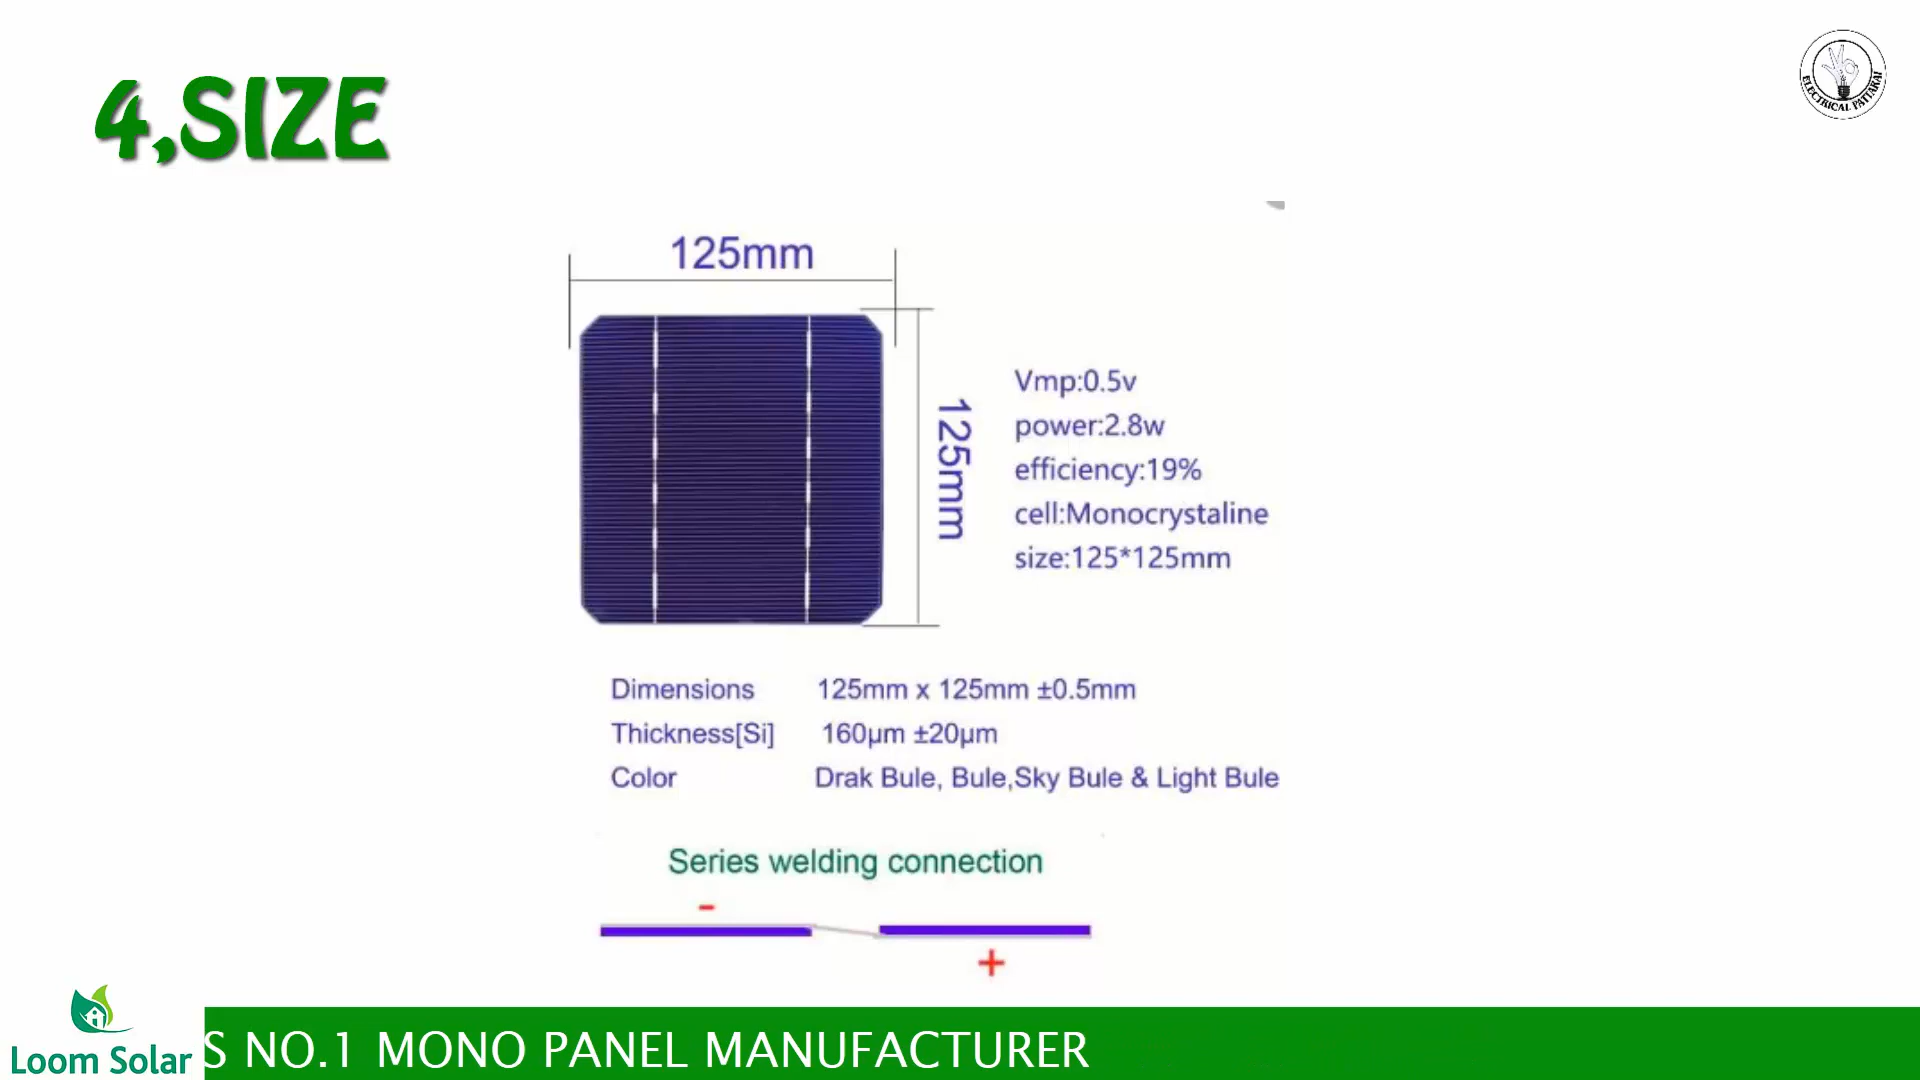 4,SIZE
ELECTRICAL PATTARAI
125mm
125mm
Vmp:0.5v
power:2.8w
efficiency:19%
cell:Monocrystaline
size:125*125mm
Dimensions 125mm x 125mm ±0.5mm
Thickness[Si] 160µm ±20µm
Color Drak Bule, Bule,Sky Bule & Light Bule
Series welding connection
-
+
Loom Solar
S NO.1 MONO PANEL MANUFACTURER